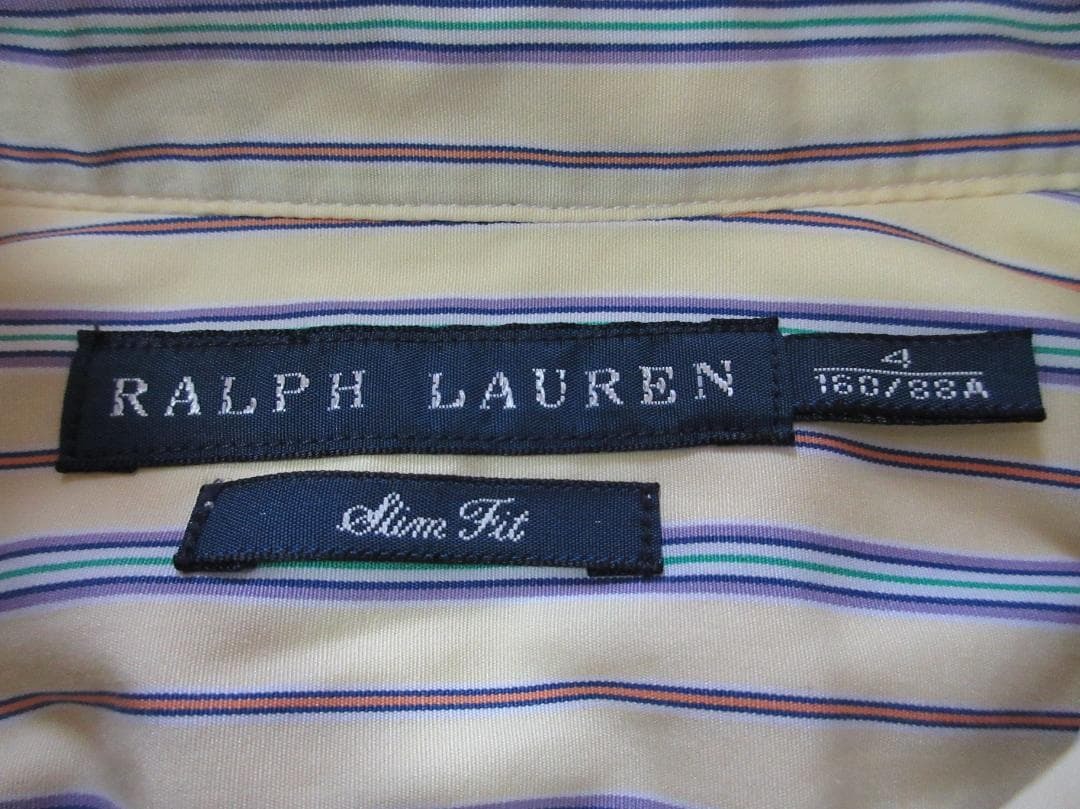 RALPH LAUREN
4
160/88A
Slim Fit